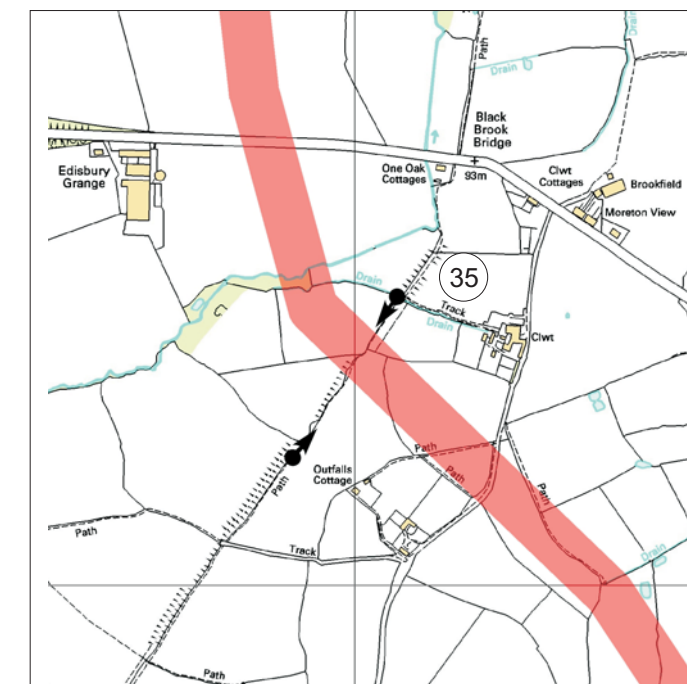 Path
Drain
Drain
Black
Brook
Bridge
Edisbury
Grange
One Oak
Cottages
93m
Clwt
Cottages
Brookfield
Moreton View
35
Drain
Track
Drain
Clwt
Outfalls
Cottage
Path
Path
Path
Path
Track
Drain
Path